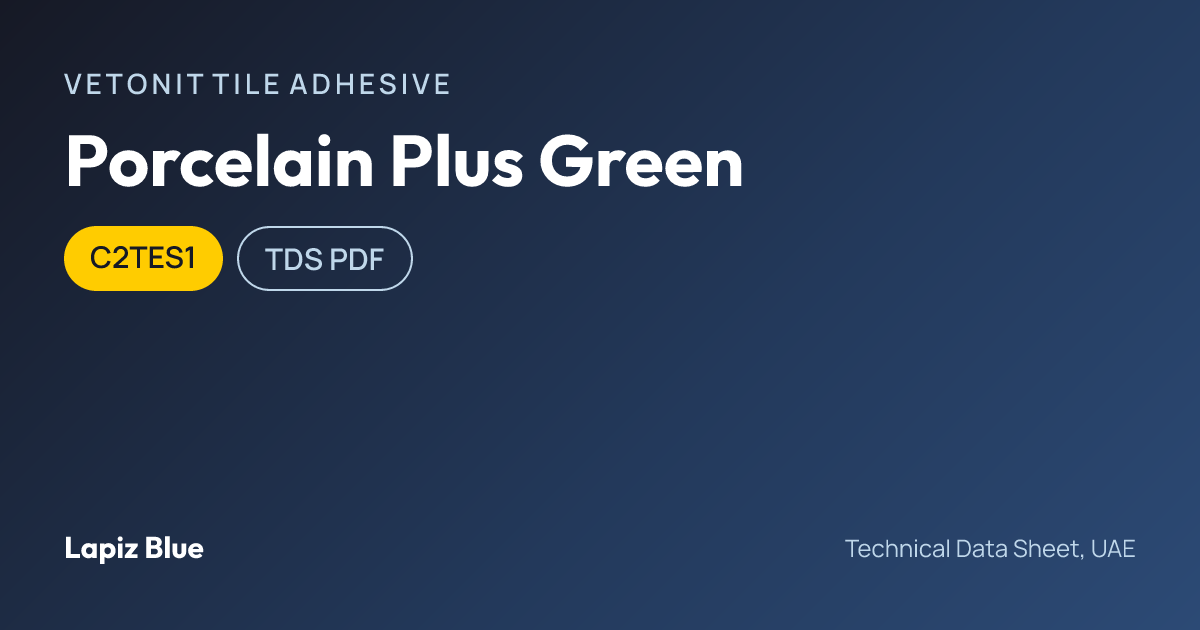 VETONIT TILE ADHESIVE
Porcelain Plus Green
C2TES1
TDS PDF
Lapiz Blue
Technical Data Sheet, UAE